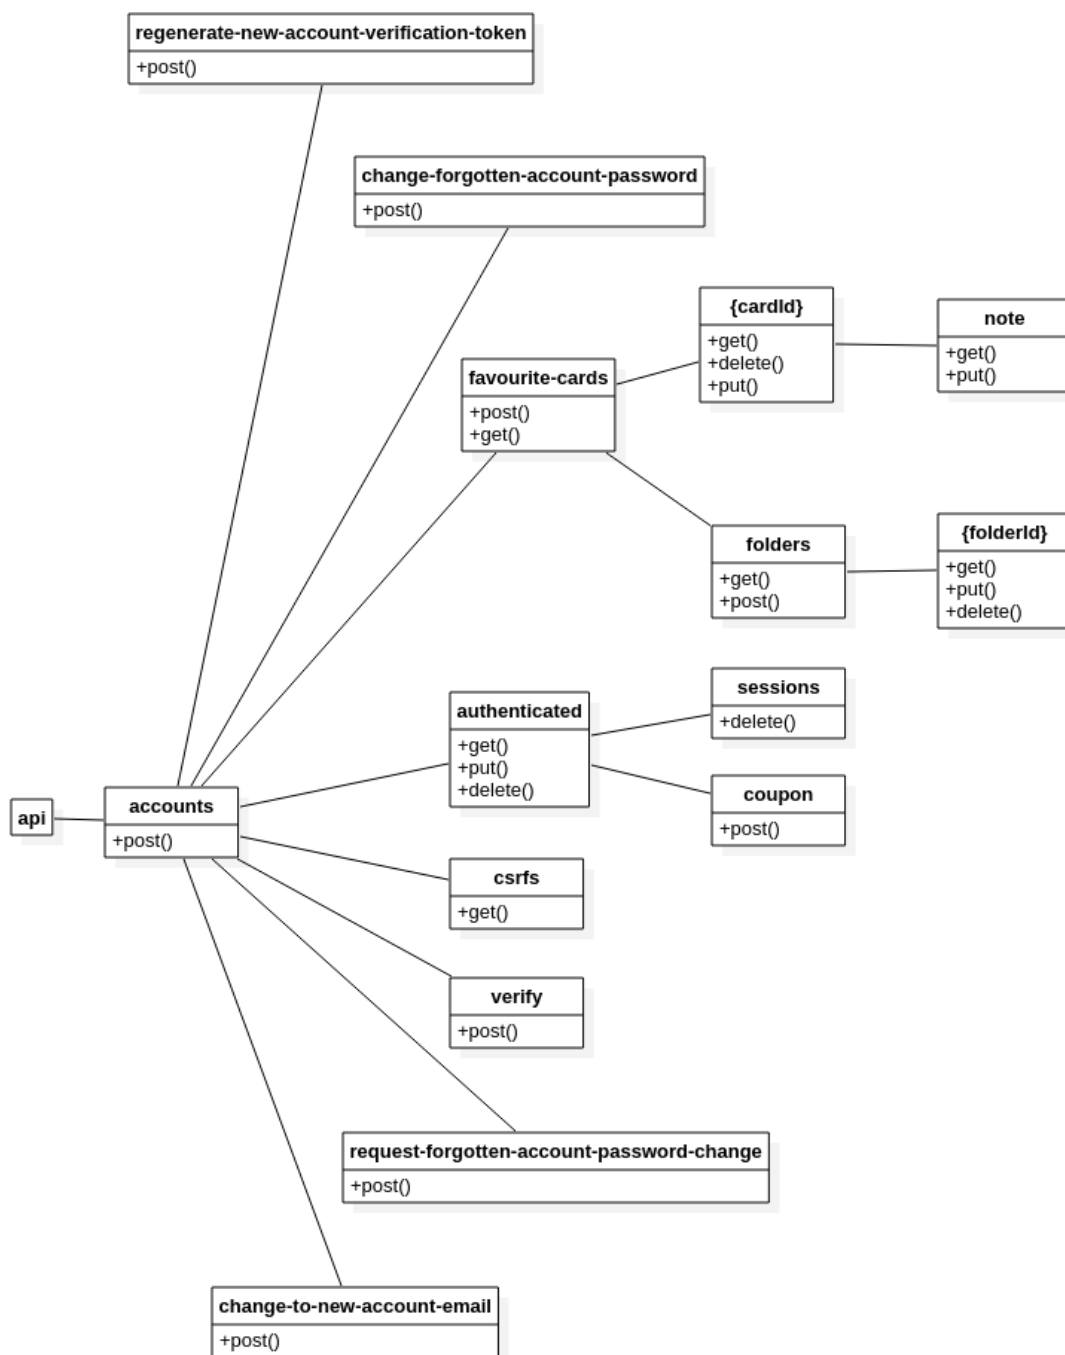 regenerate-new-account-verification-token
+post()
change-forgotten-account-password
+post()
{cardId}
+get()
+delete()
+put()
note
+get()
+put()
favourite-cards
+post()
+get()
folders
+get()
+post()
{folderId}
+get()
+put()
+delete()
authenticated
+get()
+put()
+delete()
sessions
+delete()
coupon
+post()
api
accounts
+post()
csrfs
+get()
verify
+post()
request-forgotten-account-password-change
+post()
change-to-new-account-email
+post()